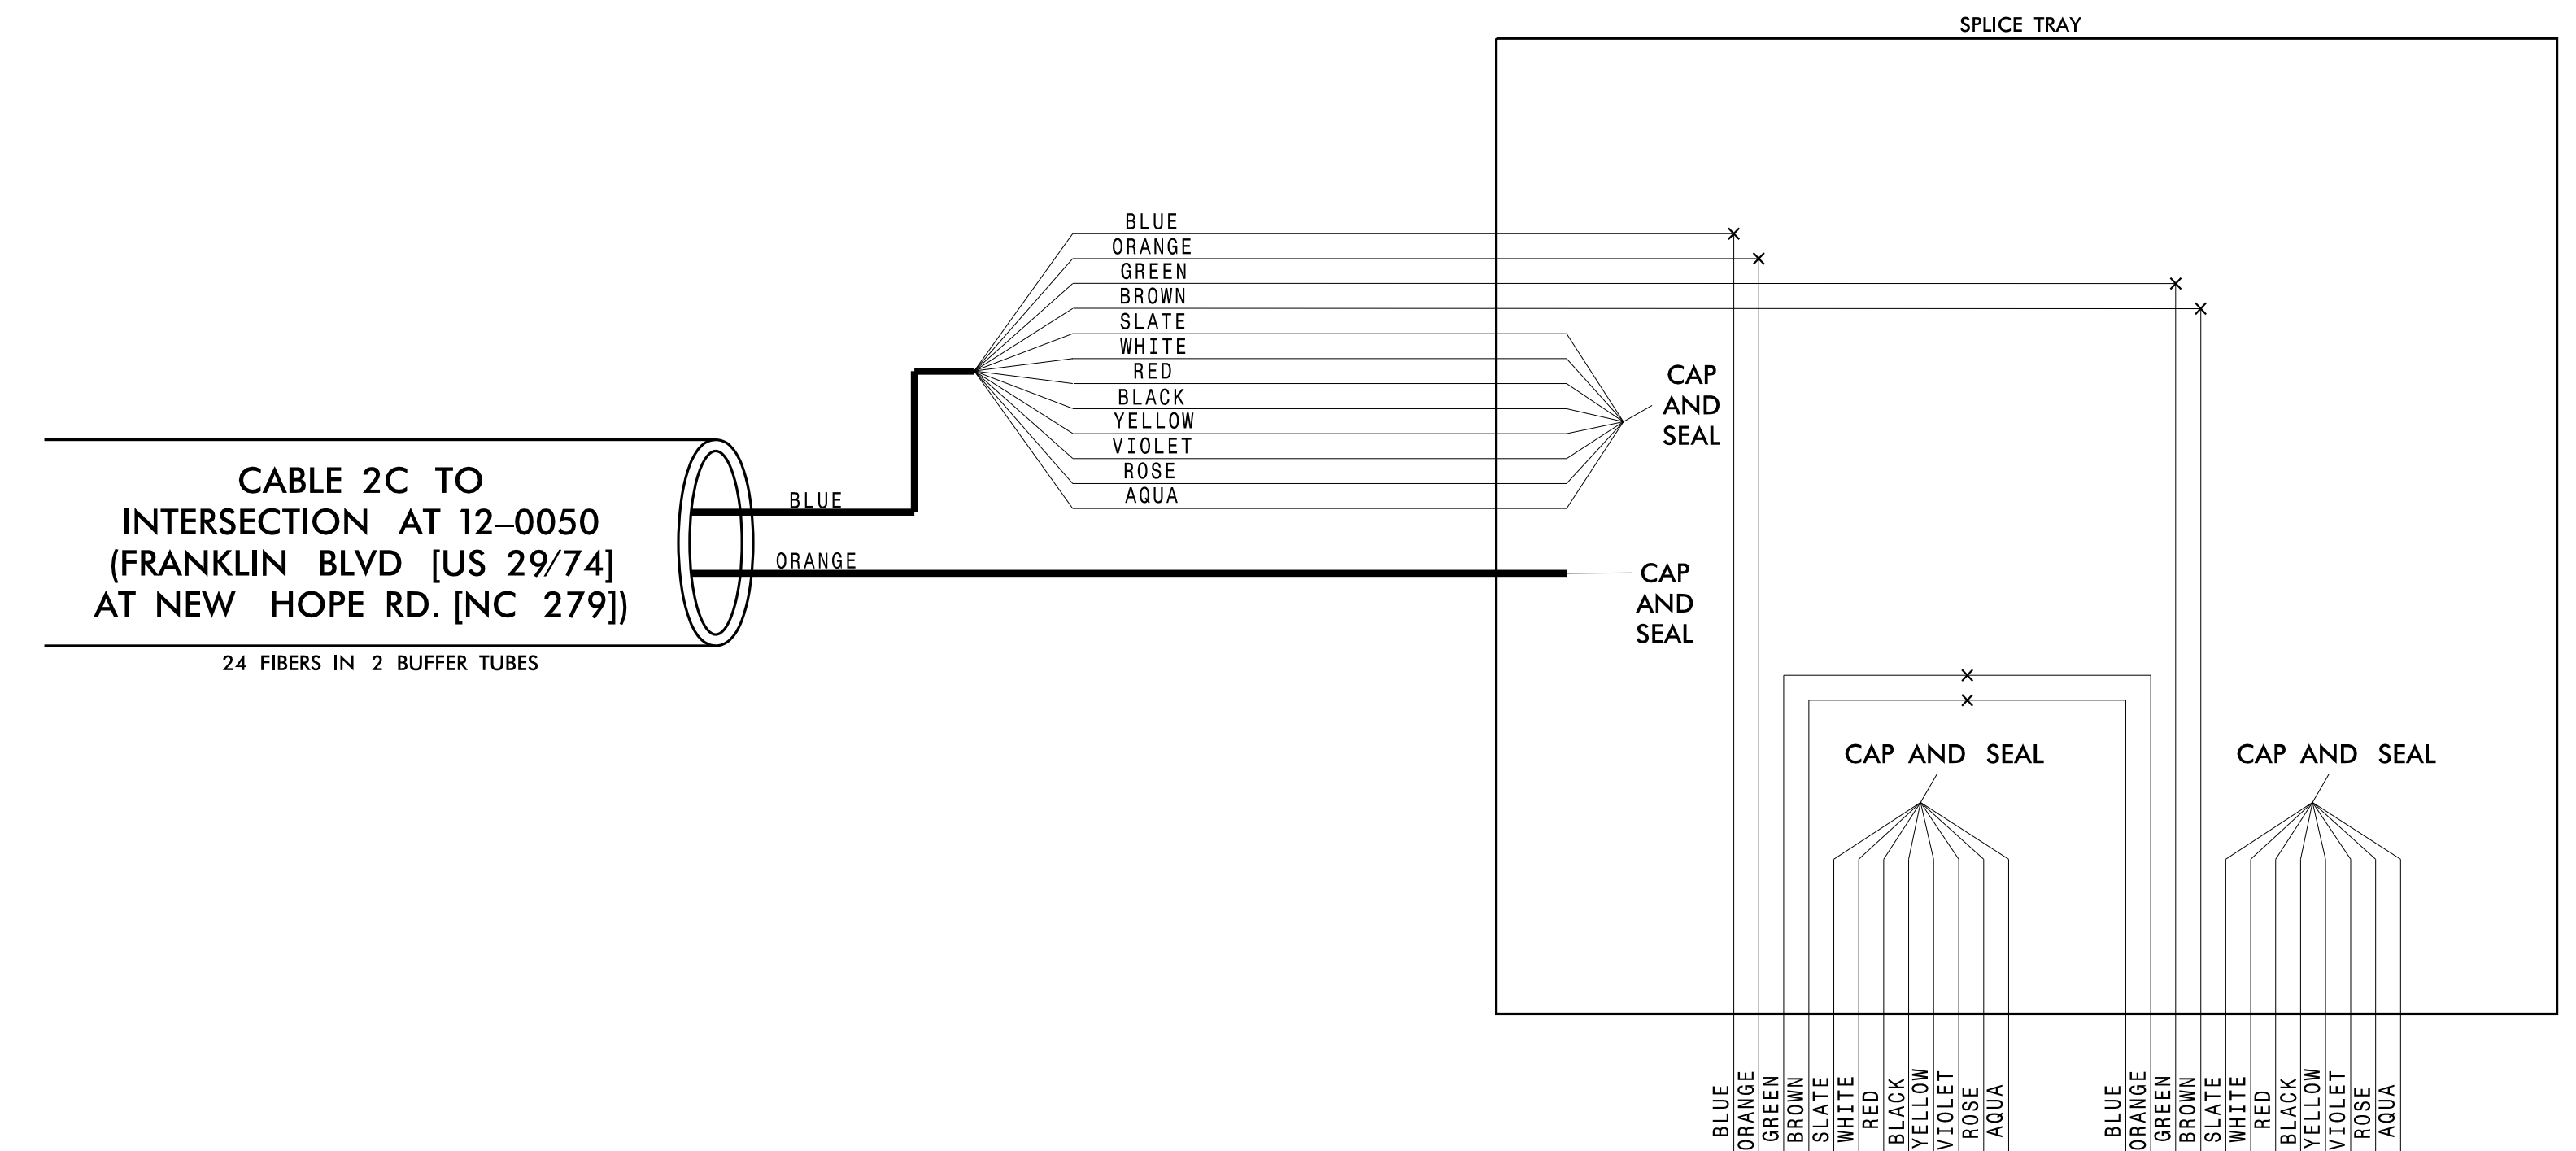 SPLICE TRAY
BLUE
ORANGE
GREEN
BROWN
SLATE
WHITE
RED
BLACK
YELLOW
VIOLET
ROSE
AQUA
CAP
AND
SEAL
CABLE 2C TO
INTERSECTION AT 12–0050
(FRANKLIN BLVD [US 29/74]
AT NEW HOPE RD. [NC 279])
24 FIBERS IN 2 BUFFER TUBES
BLUE
ORANGE
CAP
AND
SEAL
CAP AND SEAL
CAP AND SEAL
BLUE
ORANGE
GREEN
BROWN
SLATE
WHITE
RED
BLACK
YELLOW
VIOLET
ROSE
AQUA
BLUE
ORANGE
GREEN
BROWN
SLATE
WHITE
RED
BLACK
YELLOW
VIOLET
ROSE
AQUA